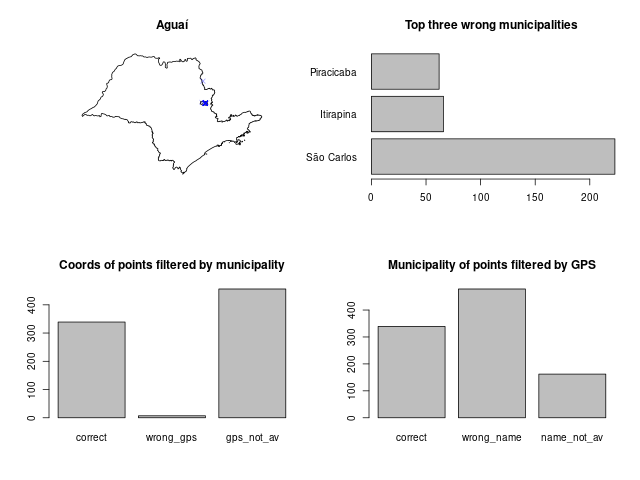 Aguaí
Top three wrong municipalities
Piracicaba
Itirapina
São Carlos
0 50 100 150 200
Coords of points filtered by municipality
0 100 200 300 400
correct wrong_gps gps_not_av
Municipality of points filtered by GPS
0 100 200 300 400
correct wrong_name name_not_av